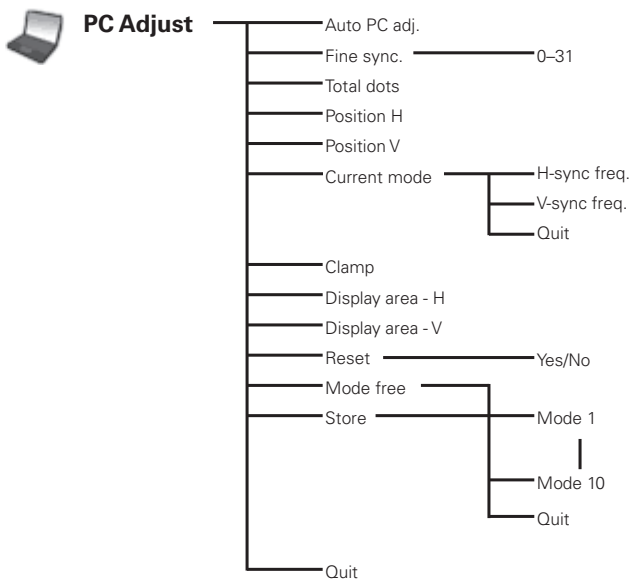 PC Adjust
Auto PC adj.
Fine sync.
0–31
Total dots
Position H
Position V
Current mode
H-sync freq.
V-sync freq.
Quit
Clamp
Display area - H
Display area - V
Reset
Yes/No
Mode free
Store
Mode 1
Mode 10
Quit
Quit